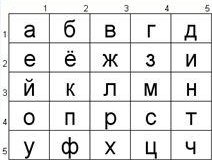 1 2 3 4 5
1 а б в г д
2 е ё ж з и
3 й к л м н
4 о п р с т
5 у ф х ц ч